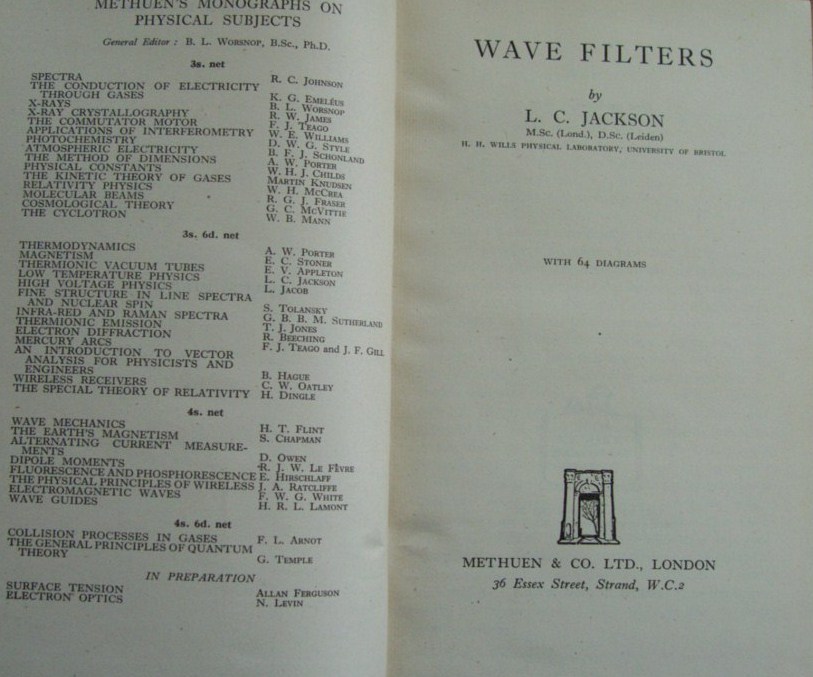 METHUEN'S MONOGRAPHS ON
PHYSICAL SUBJECTS
General Editor : B. L. WORSNOP, B.Sc., Ph.D.
3s. net
SPECTRA R. C. JOHNSON
THE CONDUCTION OF ELECTRICITY
THROUGH GASES K. G. EMELÉUS
X-RAYS B. L. WORSNOP
X-RAY CRYSTALLOGRAPHY R. W. JAMES
THE COMMUTATOR MOTOR F. J. TEAGO
APPLICATIONS OF INTERFEROMETRY W. E. WILLIAMS
PHOTOCHEMISTRY D. W. G. STYLE
ATMOSPHERIC ELECTRICITY B. F. J. SCHONLAND
THE METHOD OF DIMENSIONS A. W. PORTER
PHYSICAL CONSTANTS W. H. J. CHILDS
THE KINETIC THEORY OF GASES MARTIN KNUDSEN
RELATIVITY PHYSICS W. H. MCCREA
MOLECULAR BEAMS R. G. J. FRASER
COSMOLOGICAL THEORY G. C. MCVITTIE
THE CYCLOTRON W. B. MANN
3s. 6d. net
THERMODYNAMICS A. W. PORTER
MAGNETISM E. C. STONER
THERMIONIC VACUUM TUBES E. V. APPLETON
LOW TEMPERATURE PHYSICS L. C. JACKSON
HIGH VOLTAGE PHYSICS L. JACOB
FINE STRUCTURE IN LINE SPECTRA
AND NUCLEAR SPIN S. TOLANSKY
INFRA-RED AND RAMAN SPECTRA G. B. B. M. SUTHERLAND
THERMIONIC EMISSION T. J. JONES
ELECTRON DIFFRACTION R. BEECHING
MERCURY ARCS F. J. TEAGO and J. F. GILL
AN INTRODUCTION TO VECTOR
ANALYSIS FOR PHYSICISTS AND
ENGINEERS B. HAGUE
WIRELESS RECEIVERS C. W. OATLEY
THE SPECIAL THEORY OF RELATIVITY H. DINGLE
4s. net
WAVE MECHANICS H. T. FLINT
THE EARTH'S MAGNETISM S. CHAPMAN
ALTERNATING CURRENT MEASURE-
MENTS D. OWEN
DIPOLE MOMENTS R. J. W. LE FÈVRE
FLUORESCENCE AND PHOSPHORESCENCE E. HIRSCHLAFF
THE PHYSICAL PRINCIPLES OF WIRELESS J. A. RATCLIFFE
ELECTROMAGNETIC WAVES F. W. G. WHITE
WAVE GUIDES H. R. L. LAMONT
4s. 6d. net
COLLISION PROCESSES IN GASES F. L. ARNOT
THE GENERAL PRINCIPLES OF QUANTUM
THEORY G. TEMPLE
IN PREPARATION
SURFACE TENSION ALLAN FERGUSON
ELECTRON OPTICS N. LEVIN
WAVE FILTERS
by
L. C. JACKSON
M.Sc. (Lond.), D.Sc. (Leiden)
H. H. WILLS PHYSICAL LABORATORY, UNIVERSITY OF BRISTOL
WITH 64 DIAGRAMS
METHUEN & CO. LTD., LONDON
36 Essex Street, Strand, W.C.2